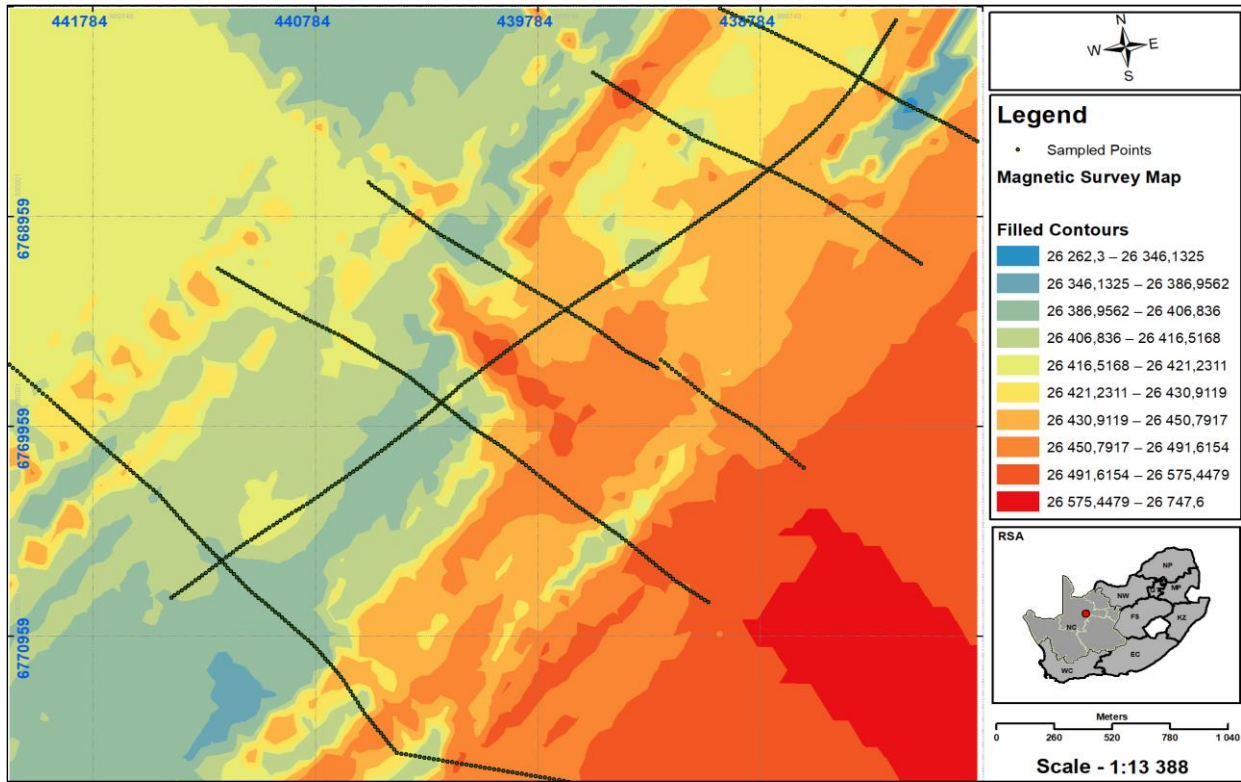 441784
440784
439784
438784
6768959
6769959
6770959
N
W E
S
Legend
Sampled Points
Magnetic Survey Map
Filled Contours
26 262,3 – 26 346,1325
26 346,1325 – 26 386,9562
26 386,9562 – 26 406,836
26 406,836 – 26 416,5168
26 416,5168 – 26 421,2311
26 421,2311 – 26 430,9119
26 430,9119 – 26 450,7917
26 450,7917 – 26 491,6154
26 491,6154 – 26 575,4479
26 575,4479 – 26 747,6
RSA
NP
NW
MP
NC
FS
KZ
EC
WC
Meters
0 260 520 780 1 040
Scale - 1:13 388